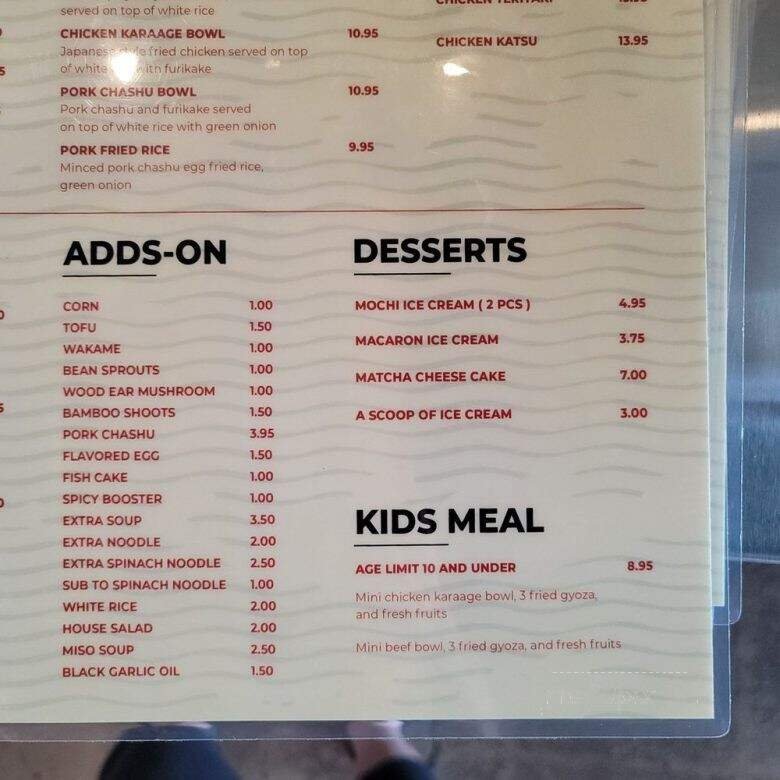 served on top of white rice
CHICKEN KARAAGE BOWL 10.95
Japanese style fried chicken served on top
of white with furikake
PORK CHASHU BOWL 10.95
Pork chashu and furikake served
on top of white rice with green onion
PORK FRIED RICE 9.95
Minced pork chashu egg fried rice,
green onion
CHICKEN TERIYAKI
CHICKEN KATSU 13.95
ADDS-ON
CORN 1.00
TOFU 1.50
WAKAME 1.00
BEAN SPROUTS 1.00
WOOD EAR MUSHROOM 1.00
BAMBOO SHOOTS 1.50
PORK CHASHU 3.95
FLAVORED EGG 1.50
FISH CAKE 1.00
SPICY BOOSTER 1.00
EXTRA SOUP 3.50
EXTRA NOODLE 2.00
EXTRA SPINACH NOODLE 2.50
SUB TO SPINACH NOODLE 1.00
WHITE RICE 2.00
HOUSE SALAD 2.00
MISO SOUP 2.50
BLACK GARLIC OIL 1.50
DESSERTS
MOCHI ICE CREAM ( 2 PCS ) 4.95
MACARON ICE CREAM 3.75
MATCHA CHEESE CAKE 7.00
A SCOOP OF ICE CREAM 3.00
KIDS MEAL
AGE LIMIT 10 AND UNDER 8.95
Mini chicken karaage bowl, 3 fried gyoza,
and fresh fruits
Mini beef bowl, 3 fried gyoza, and fresh fruits